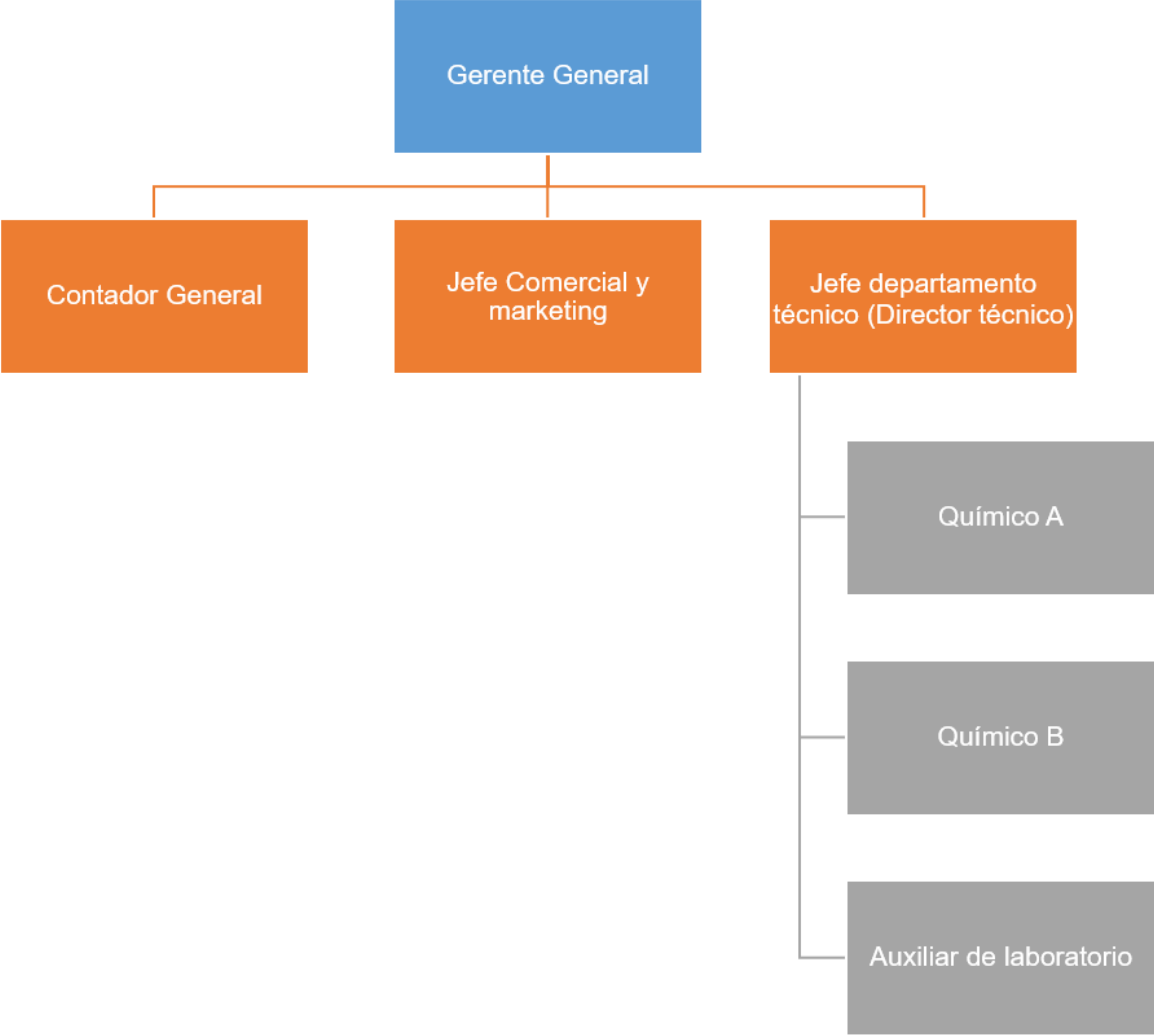 Gerente General
Contador General
Jefe Comercial y
marketing
Jefe departamento
técnico (Director técnico)
Químico A
Químico B
Auxiliar de laboratorio